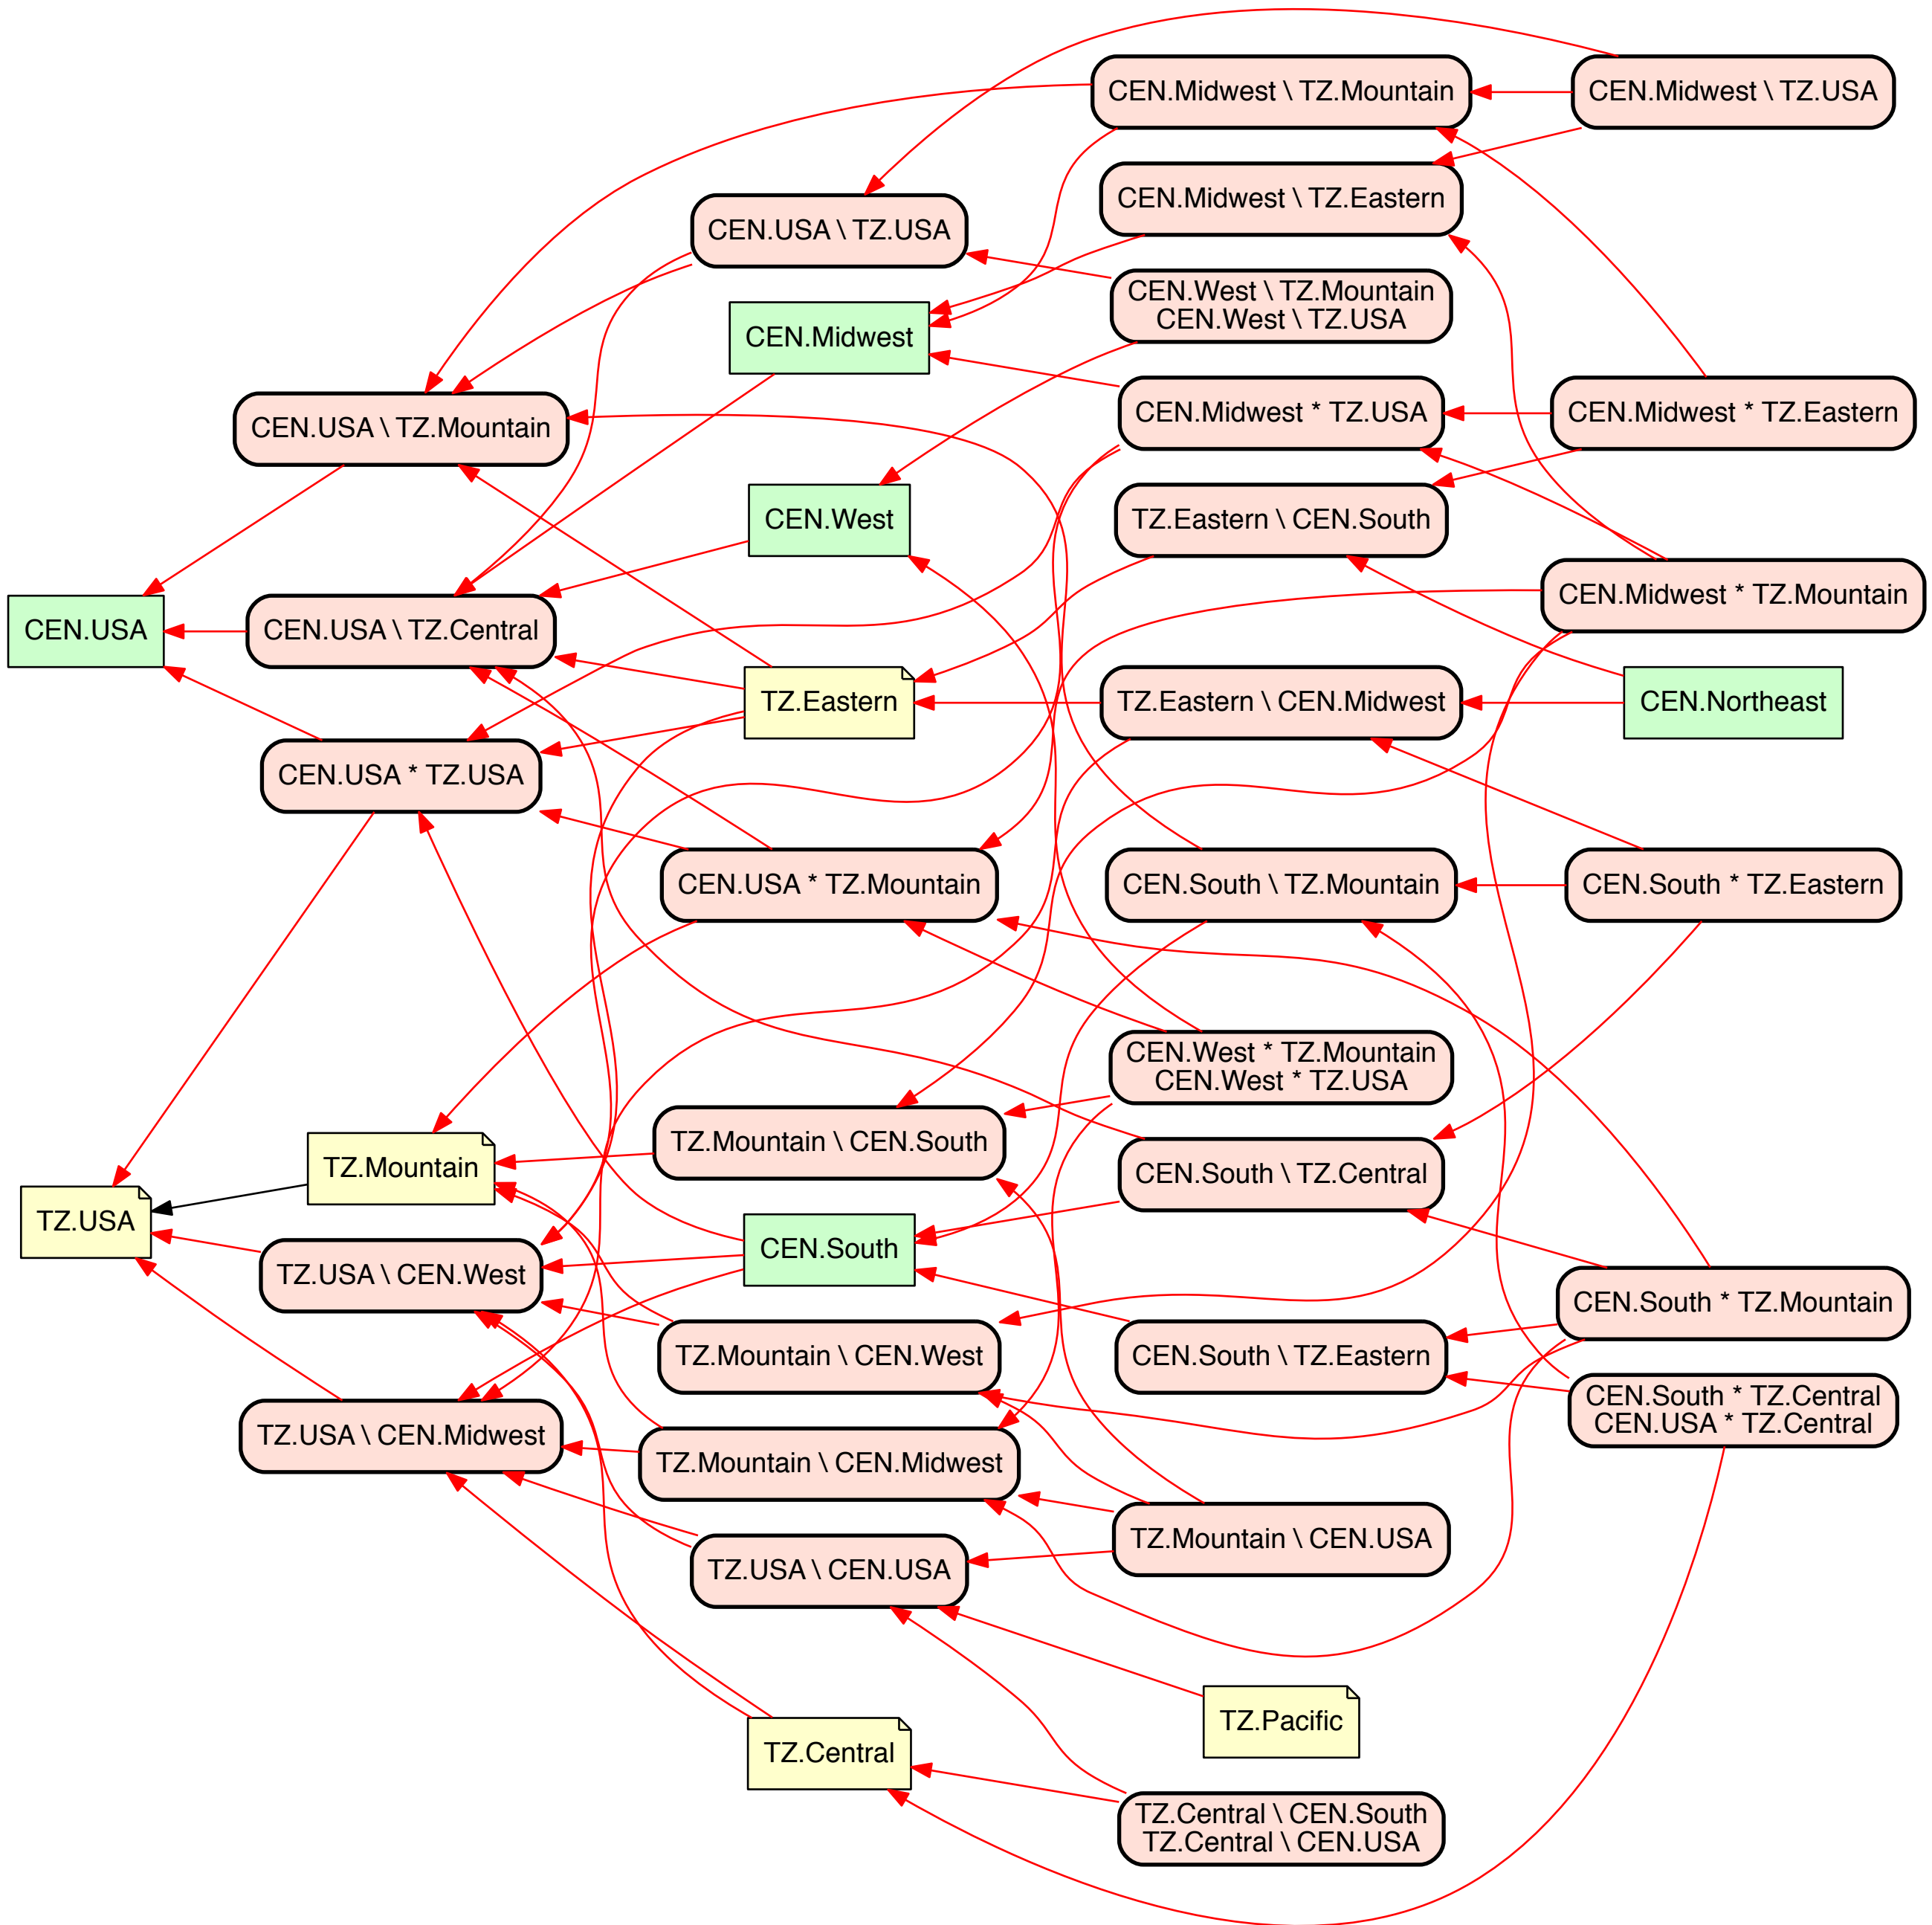 CEN.Midwest \ TZ.Mountain
CEN.Midwest \ TZ.USA
CEN.Midwest \ TZ.Eastern
CEN.USA \ TZ.USA
CEN.West \ TZ.Mountain
CEN.West \ TZ.USA
CEN.Midwest
CEN.USA \ TZ.Mountain
CEN.Midwest * TZ.USA
CEN.Midwest * TZ.Eastern
CEN.West
TZ.Eastern \ CEN.South
CEN.Midwest * TZ.Mountain
CEN.USA
CEN.USA \ TZ.Central
TZ.Eastern
TZ.Eastern \ CEN.Midwest
CEN.Northeast
CEN.USA * TZ.USA
CEN.USA * TZ.Mountain
CEN.South \ TZ.Mountain
CEN.South * TZ.Eastern
CEN.West * TZ.Mountain
CEN.West * TZ.USA
TZ.Mountain \ CEN.South
TZ.Mountain
CEN.South \ TZ.Central
TZ.USA
CEN.South
TZ.USA \ CEN.West
CEN.South * TZ.Mountain
TZ.Mountain \ CEN.West
CEN.South \ TZ.Eastern
CEN.South * TZ.Central
CEN.USA * TZ.Central
TZ.USA \ CEN.Midwest
TZ.Mountain \ CEN.Midwest
TZ.Mountain \ CEN.USA
TZ.USA \ CEN.USA
TZ.Pacific
TZ.Central
TZ.Central \ CEN.South
TZ.Central \ CEN.USA